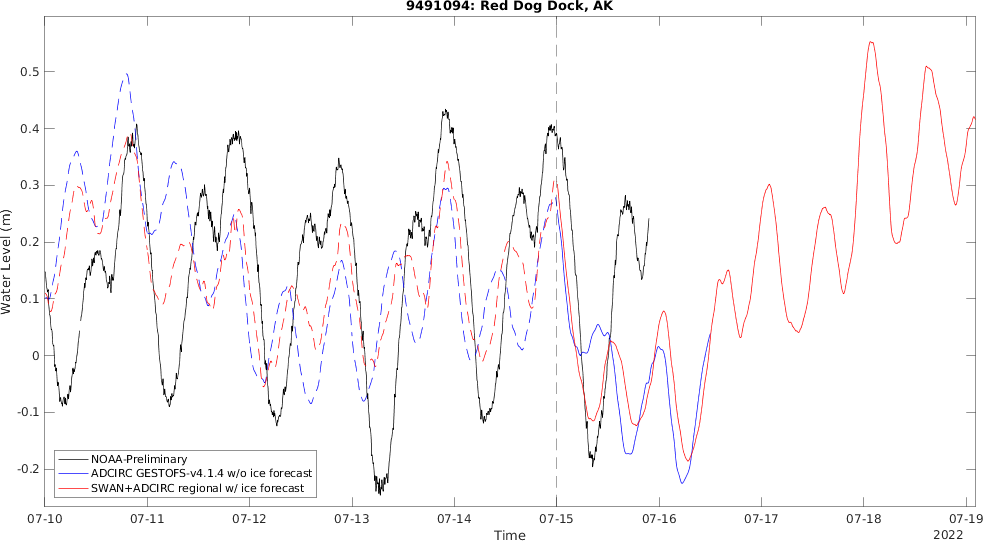 9491094: Red Dog Dock, AK
Water Level (m)
0.5
0.4
0.3
0.2
0.1
0
-0.1
-0.2
NOAA-Preliminary
ADCIRC GESTOFS-v4.1.4 w/o ice forecast
SWAN+ADCIRC regional w/ ice forecast
07-10 07-11 07-12 07-13 07-14 07-15 07-16 07-17 07-18 07-19
Time
2022